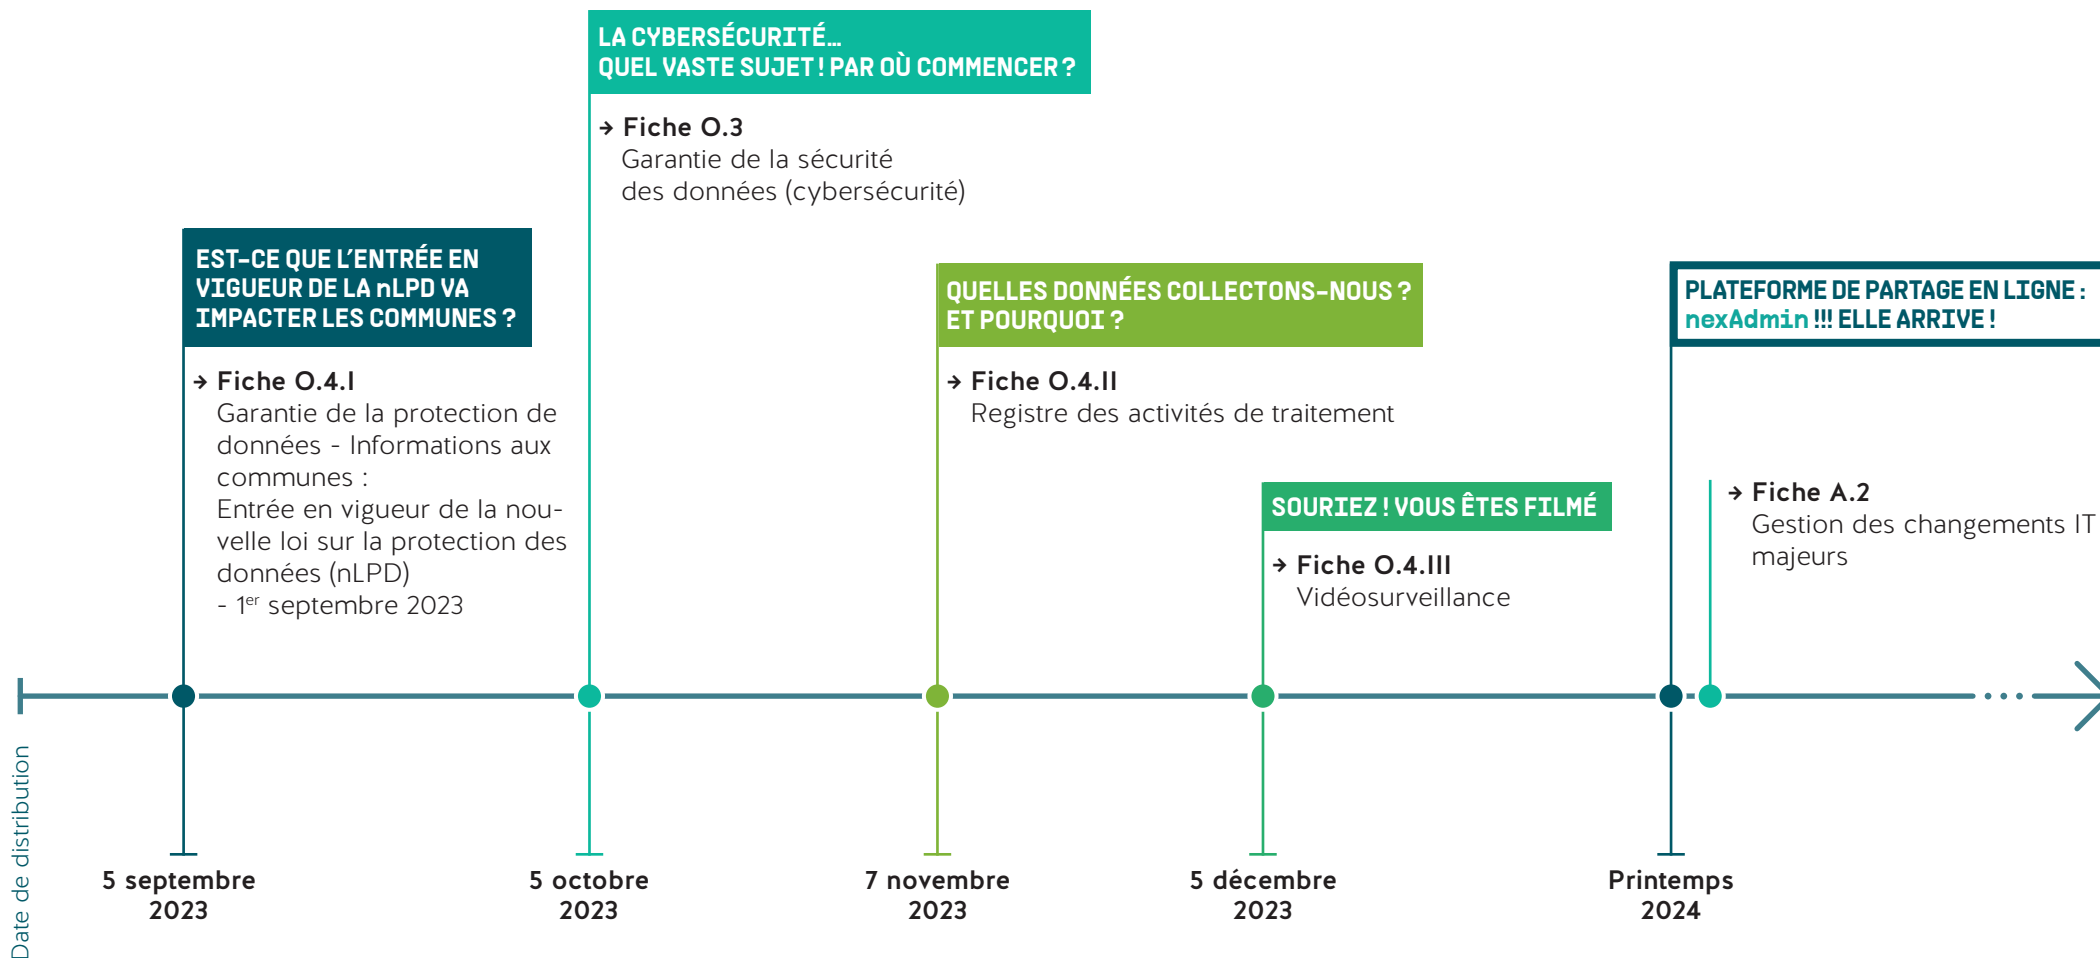 LA CYBERSÉCURITÉ…
QUEL VASTE SUJET ! PAR OÙ COMMENCER ?
→ Fiche O.3
Garantie de la sécurité
des données (cybersécurité)
EST-CE QUE L'ENTRÉE EN
VIGUEUR DE LA nLPD VA
IMPACTER LES COMMUNES ?
→ Fiche O.4.I
Garantie de la protection de
données - Informations aux
communes :
Entrée en vigueur de la nou-
velle loi sur la protection des
données (nLPD)
- 1er septembre 2023
QUELLES DONNÉES COLLECTONS-NOUS ?
ET POURQUOI ?
→ Fiche O.4.II
Registre des activités de traitement
SOURIEZ ! VOUS ÊTES FILMÉ
→ Fiche O.4.III
Vidéosurveillance
PLATEFORME DE PARTAGE EN LIGNE :
nexAdmin !!! ELLE ARRIVE !
→ Fiche A.2
Gestion des changements IT
majeurs
Date de distribution
5 septembre
2023
5 octobre
2023
7 novembre
2023
5 décembre
2023
Printemps
2024